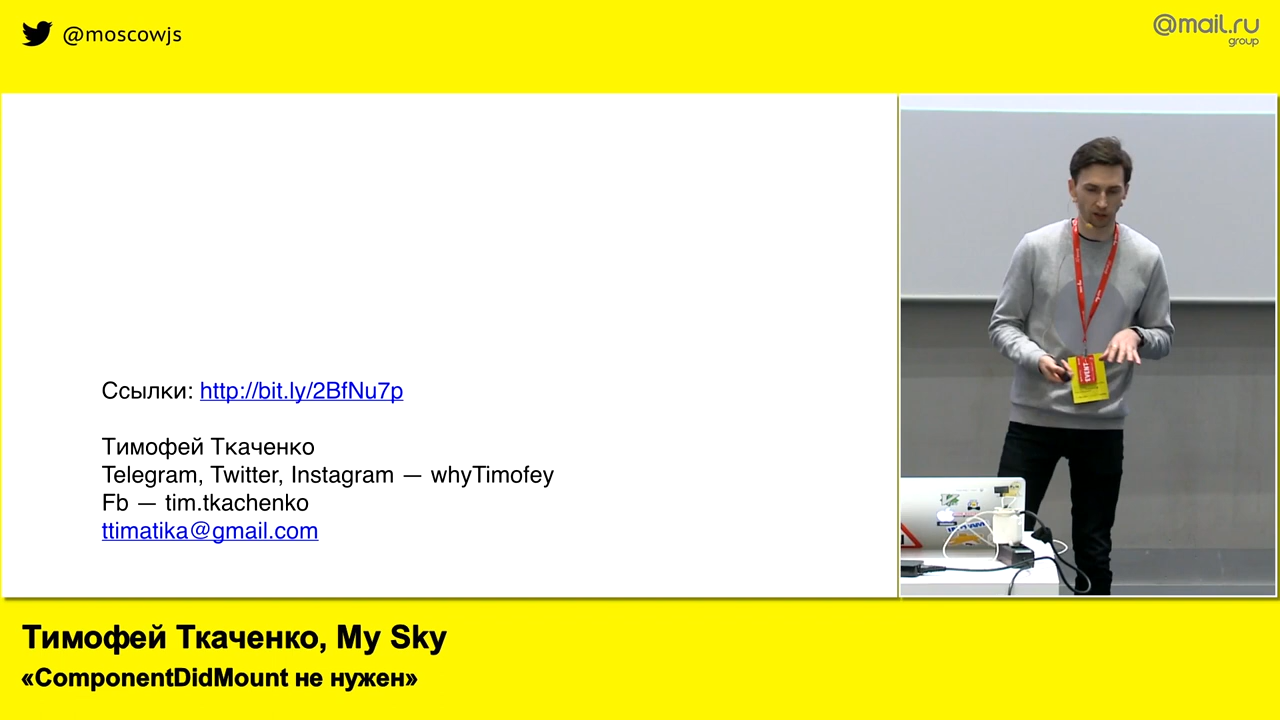 @moscowjs
@mail.ru
group
Ссылки: http://bit.ly/2BfNu7p
Тимофей Ткаченко
Telegram, Twitter, Instagram — whyTimofey
Fb — tim.tkachenko
ttimatika@gmail.com
EVENT
Тимофей Ткаченко, My Sky
«ComponentDidMount не нужен»